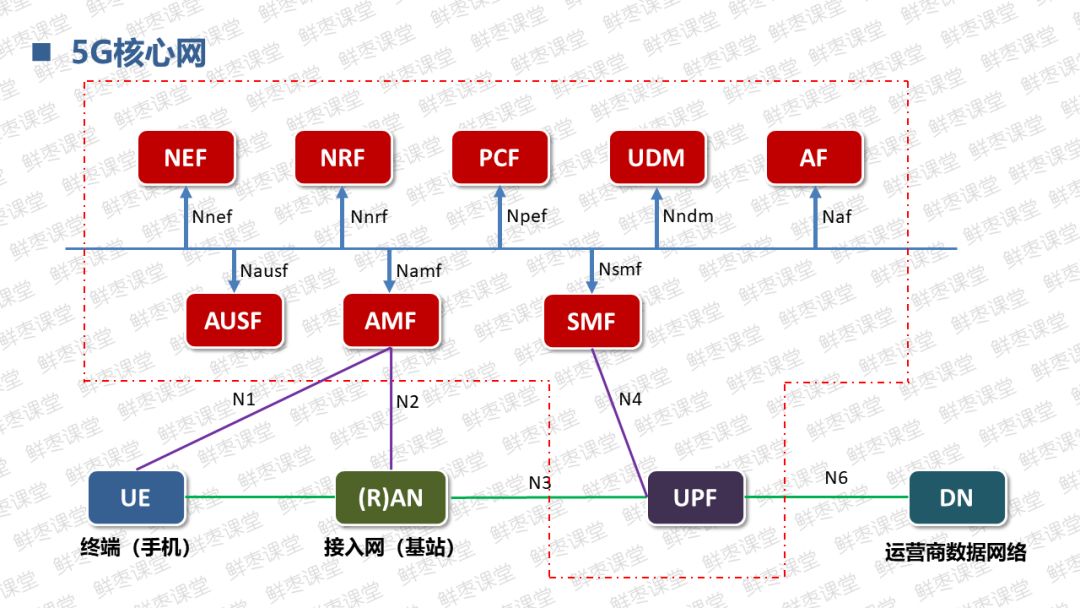 5G核心网
NEF NRF PCF UDM AF
Nnef Nnrf Npef Nndm Naf
Nausf Namf Nsmf
AUSF AMF SMF
N1 N2 N4
N3 N6
UE (R)AN UPF DN
终端（手机） 接入网（基站） 运营商数据网络
鲜枣课堂